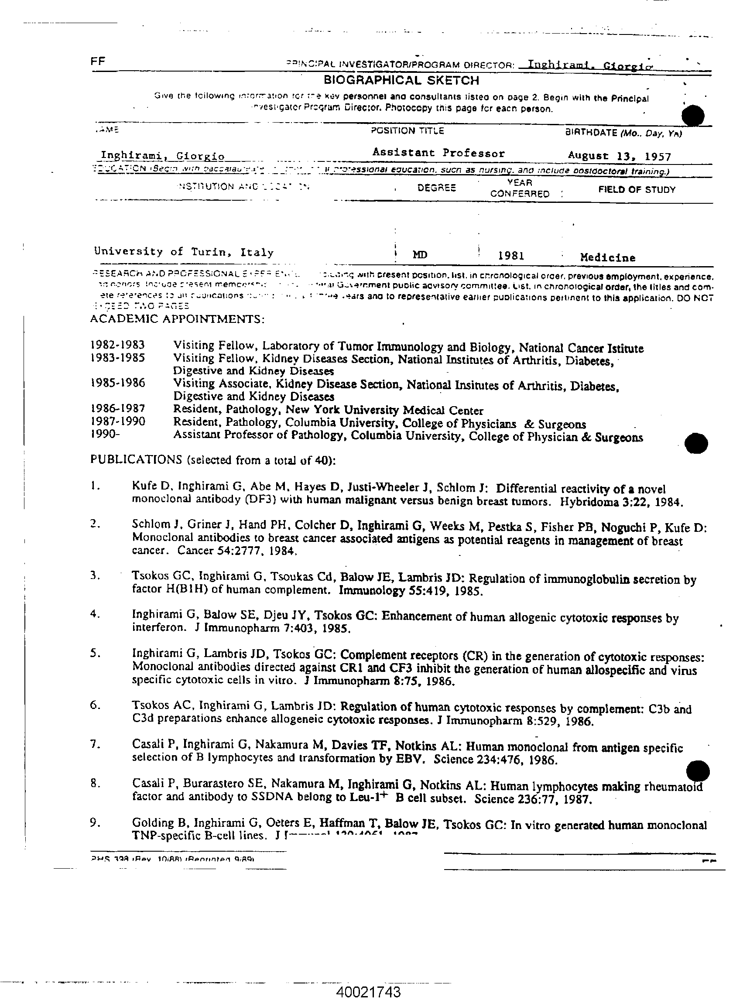 FF
PRINCIPAL INVESTIGATOR/PROGRAM DIRECTOR: Inghirami, Giorgio
BIOGRAPHICAL SKETCH
Give the following information for the key personnel and consultants listed on page 2. Begin with the Principal
Investigator Program Director. Photocopy this page for each person.
NAME POSITION TITLE BIRTHDATE (Mo., Day, Yr)
Inghirami, Giorgio Assistant Professor August 13, 1957
EDUCATION (Begin with professional education, such as nursing, and include postdoctoral training.)
INSTITUTION AND LOCATION DEGREE YEAR CONFERRED FIELD OF STUDY
University of Turin, Italy MD 1981 Medicine
RESEARCH AND PROFESSIONAL with present position, list, in chronological order, previous employment, experience,
and honors. Include present Government public advisory committee. List, in chronological order, the titles and com-
plete references to all publications years and to representative earlier publications pertinent to this application. DO NOT
EXCEED TWO PAGES
ACADEMIC APPOINTMENTS:
1982-1983 Visiting Fellow, Laboratory of Tumor Immunology and Biology, National Cancer Istitute
1983-1985 Visiting Fellow, Kidney Diseases Section, National Institutes of Arthritis, Diabetes,
Digestive and Kidney Diseases
1985-1986 Visiting Associate, Kidney Disease Section, National Insitutes of Arthritis, Diabetes,
Digestive and Kidney Diseases
1986-1987 Resident, Pathology, New York University Medical Center
1987-1990 Resident, Pathology, Columbia University, College of Physicians & Surgeons
1990- Assistant Professor of Pathology, Columbia University, College of Physician & Surgeons
PUBLICATIONS (selected from a total of 40):
1. Kufe D, Inghirami G, Abe M, Hayes D, Justi-Wheeler J, Schlom J: Differential reactivity of a novel
monoclonal antibody (DF3) with human malignant versus benign breast tumors. Hybridoma 3:22, 1984.
2. Schlom J, Griner J, Hand PH, Colcher D, Inghirami G, Weeks M, Pestka S, Fisher PB, Noguchi P, Kufe D:
Monoclonal antibodies to breast cancer associated antigens as potential reagents in management of breast
cancer. Cancer 54:2777, 1984.
3. Tsokos GC, Inghirami G, Tsoukas Cd, Balow JE, Lambris JD: Regulation of immunoglobulin secretion by
factor H(B1H) of human complement. Immunology 55:419, 1985.
4. Inghirami G, Balow SE, Djeu JY, Tsokos GC: Enhancement of human allogenic cytotoxic responses by
interferon. J Immunopharm 7:403, 1985.
5. Inghirami G, Lambris JD, Tsokos GC: Complement receptors (CR) in the generation of cytotoxic responses:
Monoclonal antibodies directed against CR1 and CF3 inhibit the generation of human allospecific and virus
specific cytotoxic cells in vitro. J Immunopharm 8:75, 1986.
6. Tsokos AC, Inghirami G, Lambris JD: Regulation of human cytotoxic responses by complement: C3b and
C3d preparations enhance allogeneic cytotoxic responses. J Immunopharm 8:529, 1986.
7. Casali P, Inghirami G, Nakamura M, Davies TF, Notkins AL: Human monoclonal from antigen specific
selection of B lymphocytes and transformation by EBV. Science 234:476, 1986.
8. Casali P, Burarastero SE, Nakamura M, Inghirami G, Notkins AL: Human lymphocytes making rheumatoid
factor and antibody to SSDNA belong to Leu-1+ B cell subset. Science 236:77, 1987.
9. Golding B, Inghirami G, Oeters E, Haffman T, Balow JE, Tsokos GC: In vitro generated human monoclonal
TNP-specific B-cell lines. J
PHS 398 (Rev. 10/88) (Reprinted 9/89)
FF
40021743